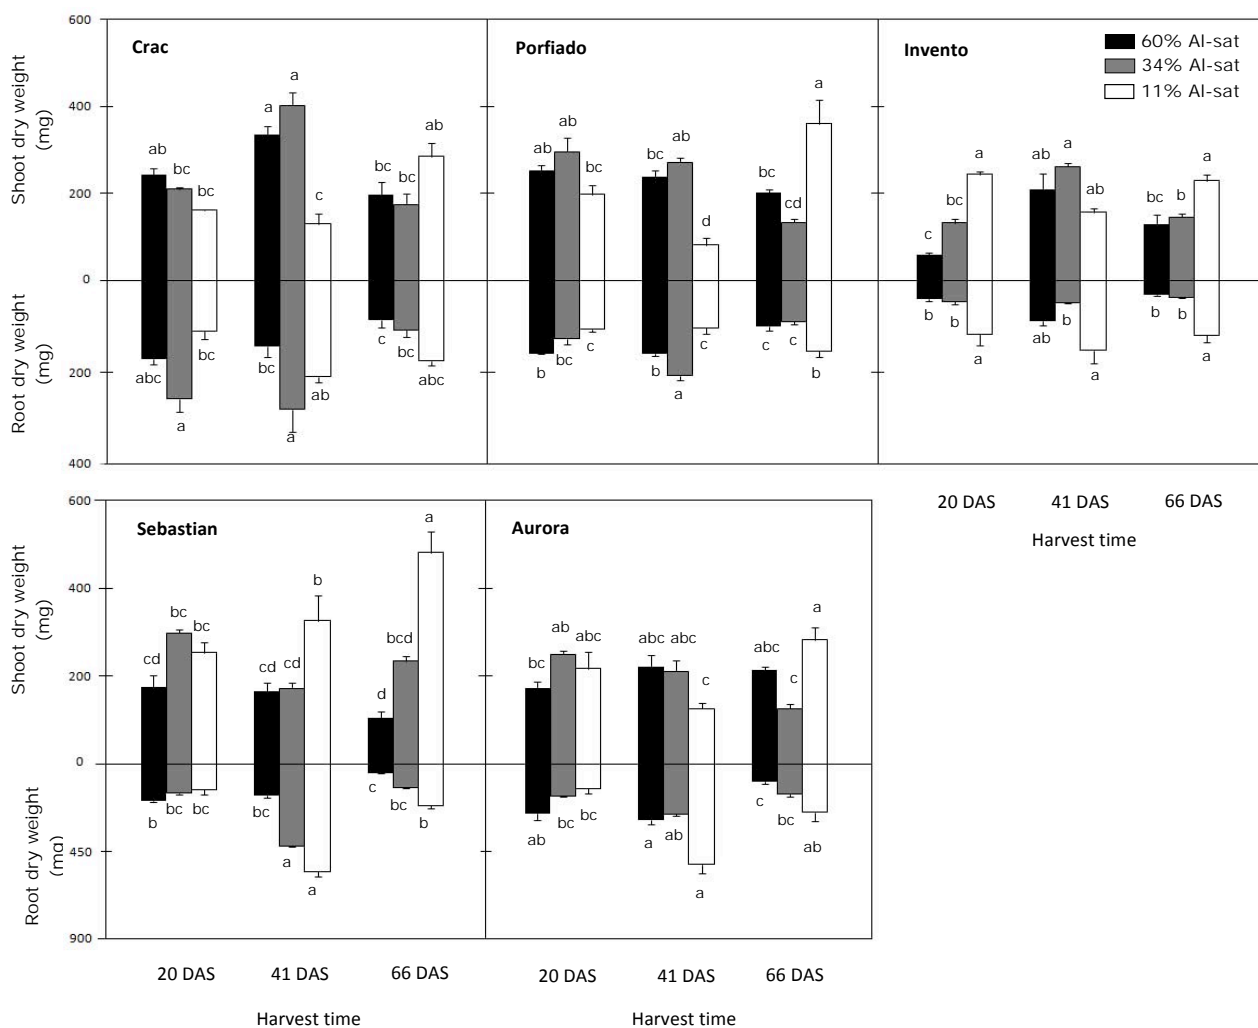 600
Crac
Porfiado
Invento
60% Al-sat
34% Al-sat
11% Al-sat
Shoot dry weight
(mg)
400
200
0
ab
bc
bc
a
a
c
bc
bc
ab
ab
ab
bc
bc
ab
d
bc
cd
a
c
bc
a
ab
a
ab
bc
b
a
Root dry weight
(mg)
200
400
abc
a
bc
bc
a
ab
c
bc
abc
b
bc
c
b
a
c
c
c
b
b
b
a
ab
b
a
b
b
a
20 DAS
41 DAS
66 DAS
Harvest time
600
Sebastian
Aurora
Shoot dry weight
(mg)
400
200
0
cd
bc
bc
cd
cd
b
d
bcd
a
bc
ab
abc
abc
abc
c
abc
c
a
Root dry weight
(mg)
450
900
b
bc
bc
bc
a
a
c
bc
b
ab
bc
bc
a
ab
a
c
bc
ab
20 DAS
41 DAS
66 DAS
20 DAS
41 DAS
66 DAS
Harvest time
Harvest time